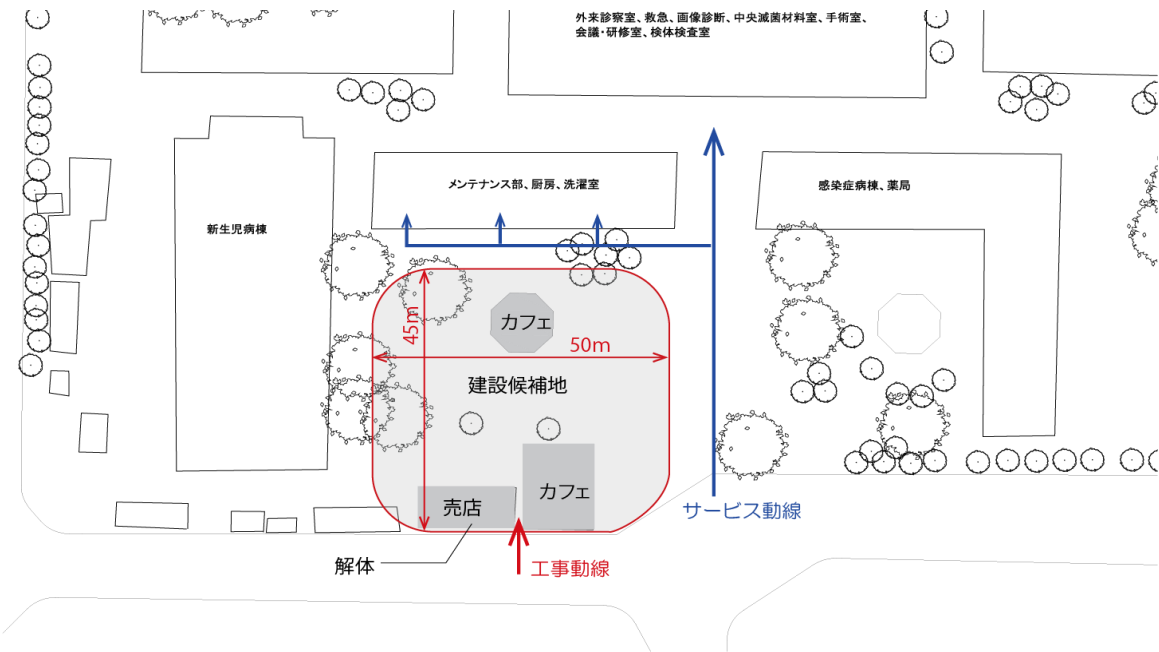 外来診察室、救急、画像診断、中央滅菌材料室、手術室、
会議・研修室、検体検査室
メンテナンス部、厨房、洗濯室
感染症病棟、薬局
新生児病棟
カフェ
45m
50m
建設候補地
カフェ
売店
サービス動線
解体
工事動線